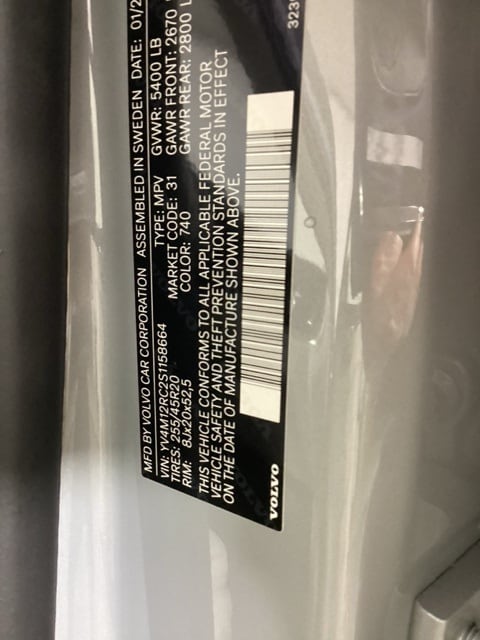 MFD BY VOLVO CAR CORPORATION ASSEMBLED IN SWEDEN DATE: 01/2
VIN: YV4M12RC2S1158664 TYPE: MPV GVWR: 5400 LB
TIRES: 255/45R20 MARKET CODE: 31 GAWR FRONT: 2670
RIM: 8Jx20x52,5 COLOR: 740 GAWR REAR: 2800 L
THIS VEHICLE CONFORMS TO ALL APPLICABLE FEDERAL MOTOR
VEHICLE SAFETY AND THEFT PREVENTION STANDARDS IN EFFECT
ON THE DATE OF MANUFACTURE SHOWN ABOVE.
VOLVO